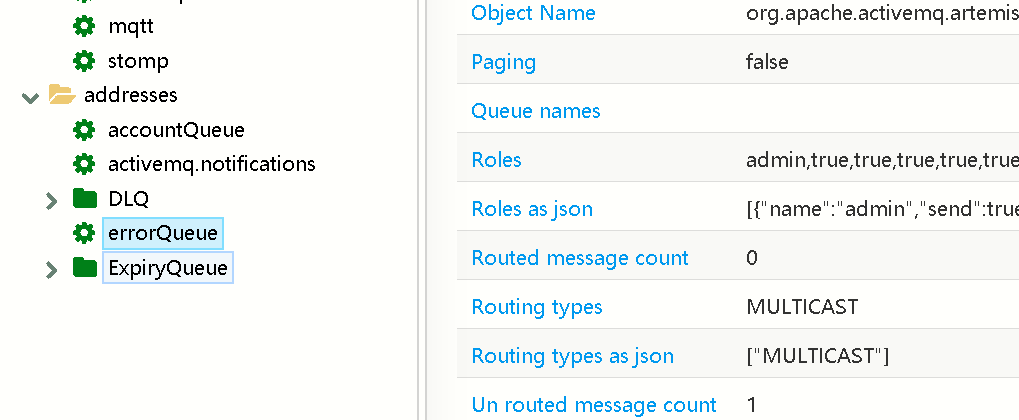 mqtt
stomp
addresses
accountQueue
activemq.notifications
DLQ
errorQueue
ExpiryQueue
Object Name org.apache.activemq.artemis
Paging false
Queue names
Roles admin,true,true,true,true,true
Roles as json [{"name":"admin","send":true
Routed message count 0
Routing types MULTICAST
Routing types as json ["MULTICAST"]
Un routed message count 1